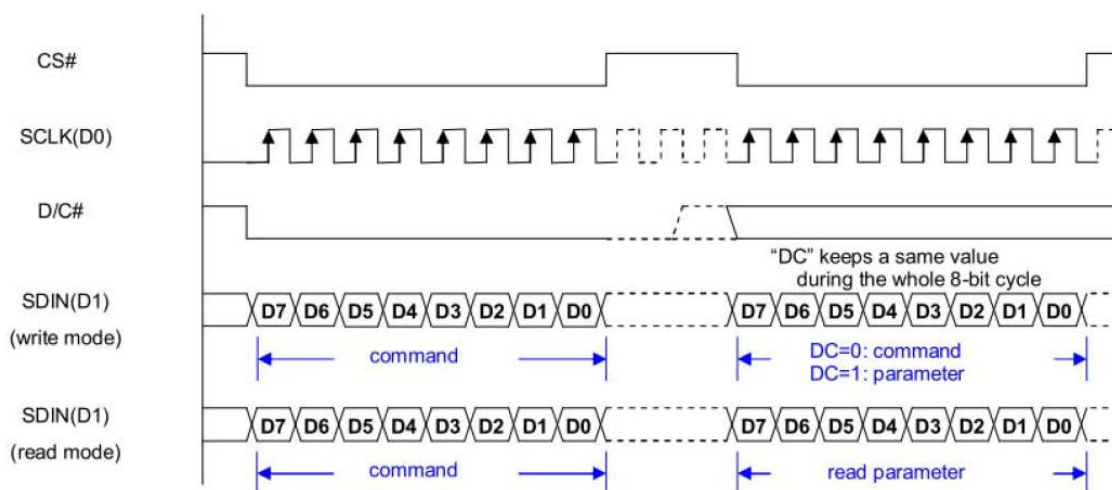 CS#
SCLK(D0)
D/C#
"DC" keeps a same value
during the whole 8-bit cycle
SDIN(D1)
(write mode)
D7 D6 D5 D4 D3 D2 D1 D0
D7 D6 D5 D4 D3 D2 D1 D0
command
DC=0: command
DC=1: parameter
SDIN(D1)
(read mode)
D7 D6 D5 D4 D3 D2 D1 D0
D7 D6 D5 D4 D3 D2 D1 D0
command
read parameter